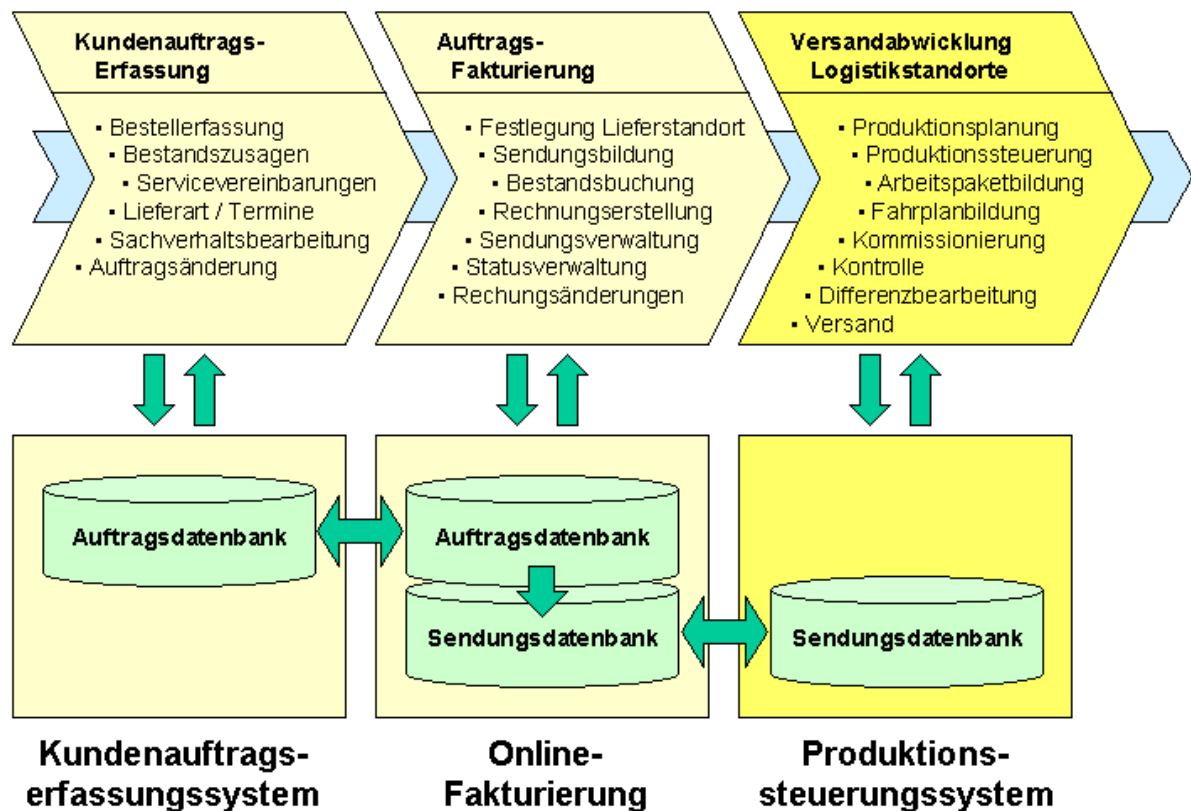 Kundenauftrags-
Erfassung
▪ Bestellerfassung
▪ Bestandszusagen
▪ Servicevereinbarungen
▪ Lieferart / Termine
▪ Sachverhaltsbearbeitung
▪ Auftragsänderung
Auftrags-
Fakturierung
▪ Festlegung Lieferstandort
▪ Sendungsbildung
▪ Bestandsbuchung
▪ Rechnungserstellung
▪ Sendungsverwaltung
▪ Statusverwaltung
▪ Rechungsänderungen
Versandabwicklung
Logistikstandorte
▪ Produktionsplanung
▪ Produktionssteuerung
▪ Arbeitspaketbildung
▪ Fahrplanbildung
▪ Kommissionierung
▪ Kontrolle
▪ Differenzbearbeitung
▪ Versand
Auftragsdatenbank
Auftragsdatenbank
Sendungsdatenbank
Sendungsdatenbank
Kundenauftrags-
erfassungssystem
Online-
Fakturierung
Produktions-
steuerungssystem